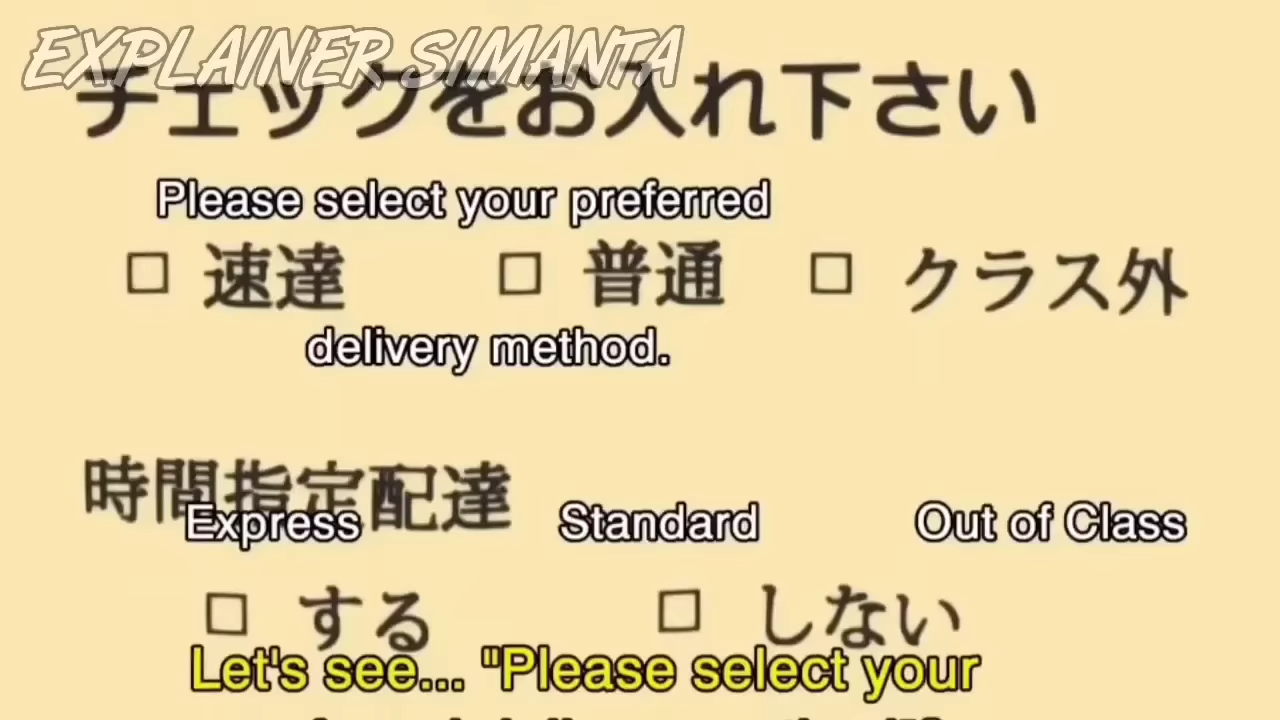 EXPLAINER SIMANTA
チェックをお入れ下さい
Please select your preferred
□ 速達 □ 普通 □ クラス外
delivery method.
時間指定配達
Express Standard Out of Class
□ する □ しない
Let's see... "Please select your